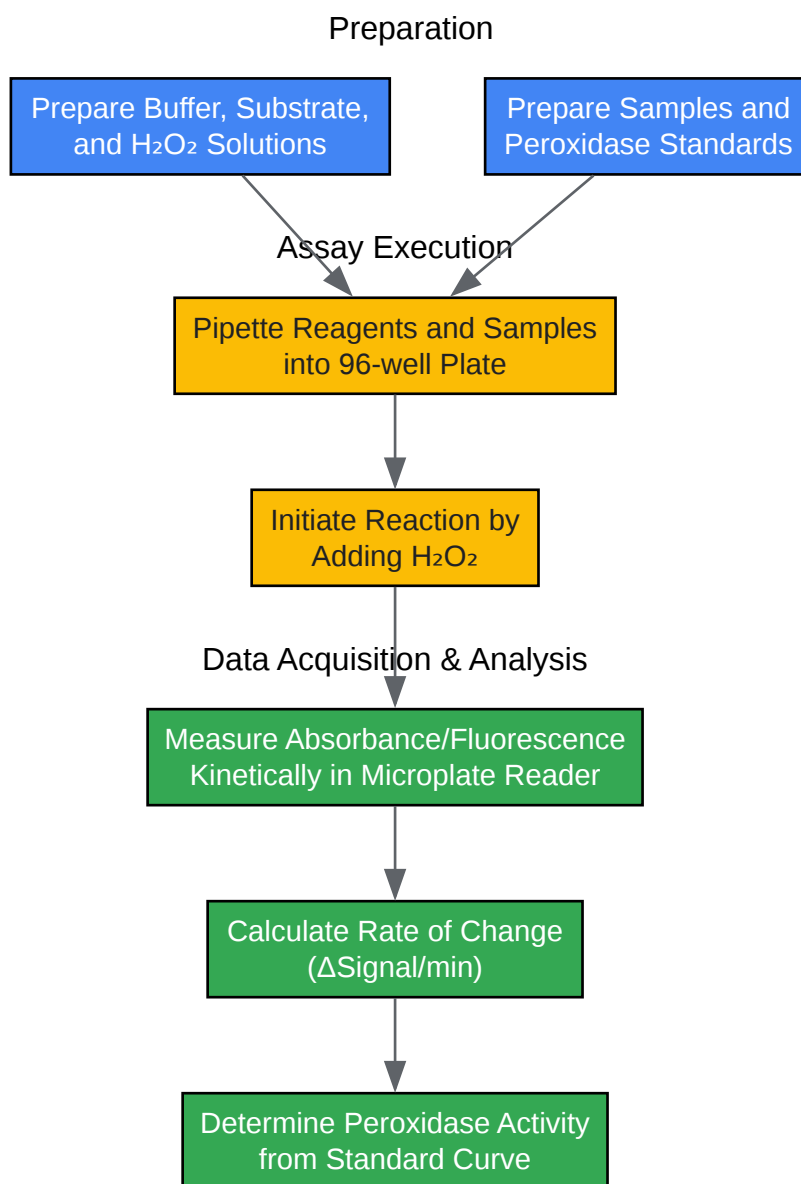 Preparation
Prepare Buffer, Substrate,
and H₂O₂ Solutions
Prepare Samples and
Peroxidase Standards
Assay Execution
Pipette Reagents and Samples
into 96-well Plate
Initiate Reaction by
Adding H₂O₂
Data Acquisition & Analysis
Measure Absorbance/Fluorescence
Kinetically in Microplate Reader
Calculate Rate of Change
(ΔSignal/min)
Determine Peroxidase Activity
from Standard Curve